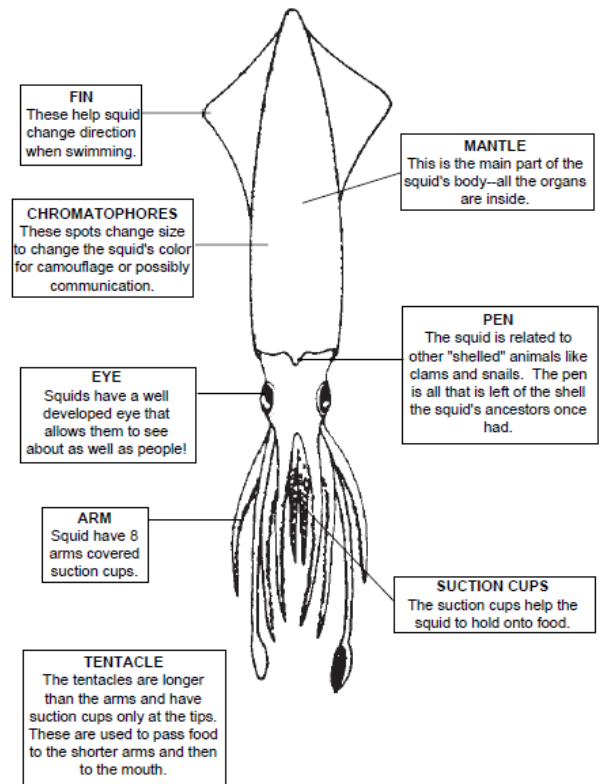 FIN
These help squid
change direction
when swimming.
MANTLE
This is the main part of the
squid's body--all the organs
are inside.
CHROMATOPHORES
These spots change size
to change the squid's color
for camouflage or possibly
communication.
PEN
The squid is related to
other "shelled" animals like
clams and snails. The pen
is all that is left of the shell
the squid's ancestors once
had.
EYE
Squids have a well
developed eye that
allows them to see
about as well as people!
ARM
Squid have 8
arms covered
suction cups.
SUCTION CUPS
The suction cups help the
squid to hold onto food.
TENTACLE
The tentacles are longer
than the arms and have
suction cups only at the tips.
These are used to pass food
to the shorter arms and then
to the mouth.